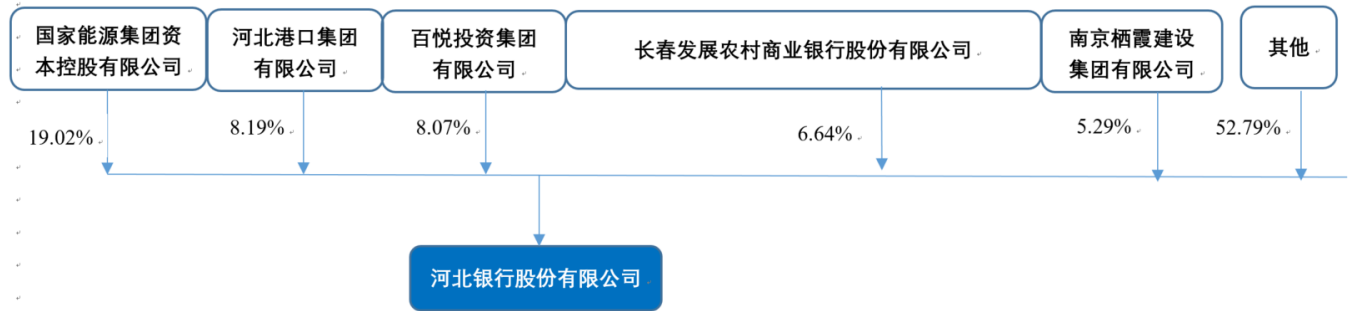 国家能源集团资
本控股有限公司
河北港口集团
有限公司
百悦投资集团
有限公司
长春发展农村商业银行股份有限公司
南京栖霞建设
集团有限公司
其他
19.02%
8.19%
8.07%
6.64%
5.29%
52.79%
河北银行股份有限公司